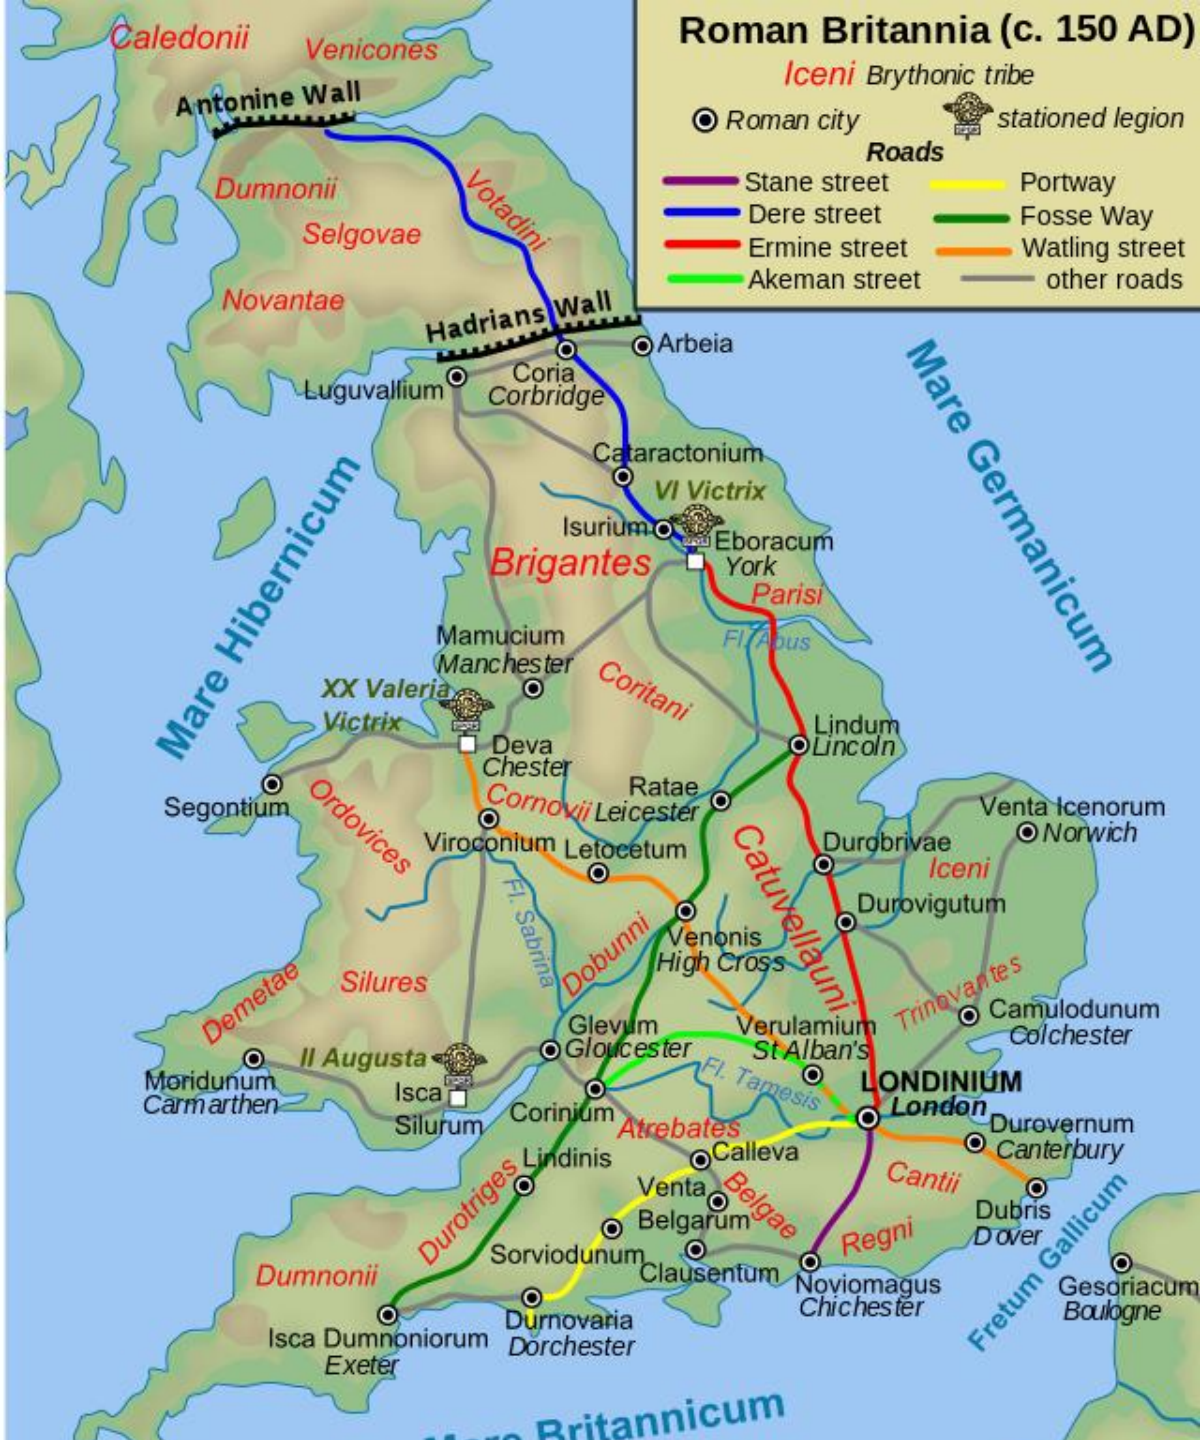 Roman Britannia (c. 150 AD)
Iceni Brythonic tribe
Roman city
stationed legion
Roads
Stane street
Portway
Dere street
Fosse Way
Ermine street
Watling street
Akeman street
other roads
Caledonii
Venicones
Antonine Wall
Dumnonii
Votadini
Selgovae
Novantae
Hadrians Wall
Arbeia
Luguvallium
Coria
Corbridge
Mare Germanicum
Mare Hibernicum
Cataractonium
VI Victrix
SPQR
Isurium
Eboracum
York
Brigantes
Parisi
Fl. Abus
Mamucium
Manchester
Coritani
XX Valeria
Victrix
SPQR
Lindum
Lincoln
Deva
Chester
Segontium
Ordovices
Cornovii
Ratae
Leicester
Venta Icenorum
Norwich
Viroconium
Letocetum
Catuvellauni
Durobrivae
Iceni
Durovigutum
Fl. Sabrina
Dobunni
Venonis
High Cross
Silures
Demetae
Trinovantes
Camulodunum
Colchester
Glevum
Gloucester
Verulamium
St Alban's
II Augusta
SPQR
Moridunum
Carmarthen
Isca
Silurum
Fl. Tamesis
LONDINIUM
London
Corinium
Atrebates
Durovernum
Canterbury
Lindinis
Calleva
Cantii
Durotriges
Venta
Belgarum
Belgae
Dubris
Dover
Sorviodunum
Regni
Dumnonii
Clausentum
Noviomagus
Chichester
Fretum Gallicum
Gesoriacum
Boulogne
Durnovaria
Dorchester
Isca Dumnoniorum
Exeter
Mare Britannicum